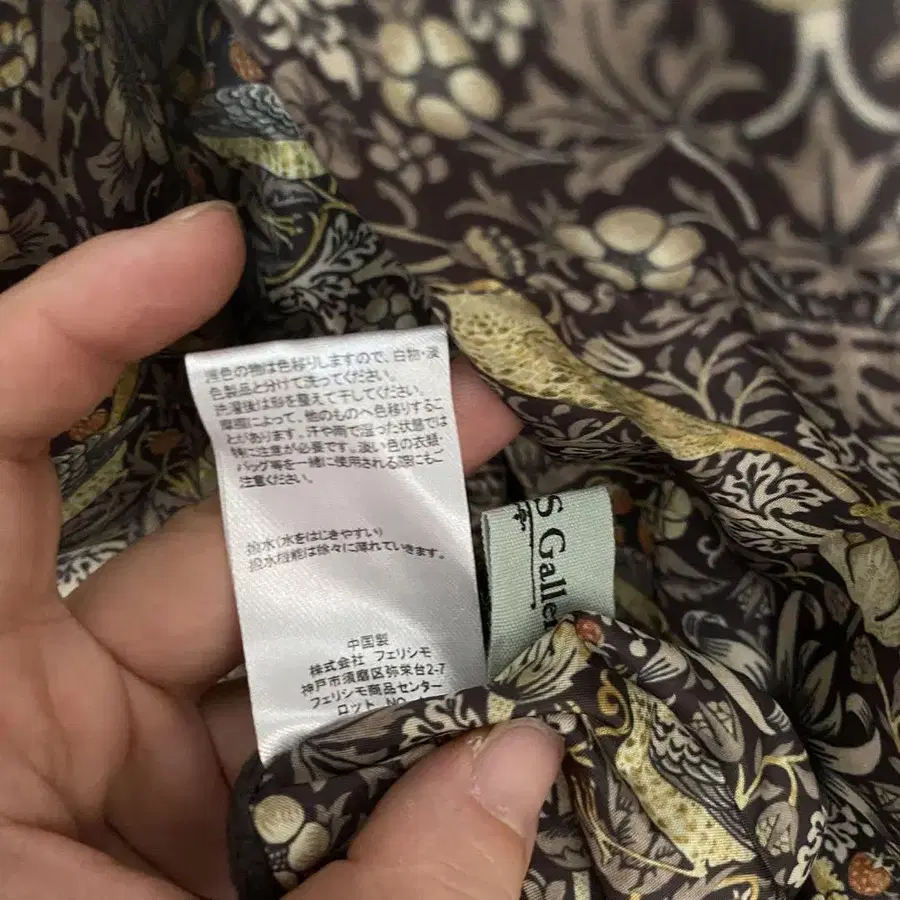 濃色の物は色移りしますので、白物・淡
色製品と分けて洗ってください。
洗濯後は形を整えて干してください。
摩擦によって、他のものへ色移りするこ
とがあります。汗や雨で湿った状態では
特に注意が必要です。淡い色の衣類・
バッグ等を一緒に使用される際にもご
注意ください。
撥水(水をはじきやすい)
撥水機能は徐々に薄れていきます。
中国製
株式会社 フェリシモ
神戸市須磨区弥栄台2-7
フェリシモ商品センター
ロット NO
S Galle